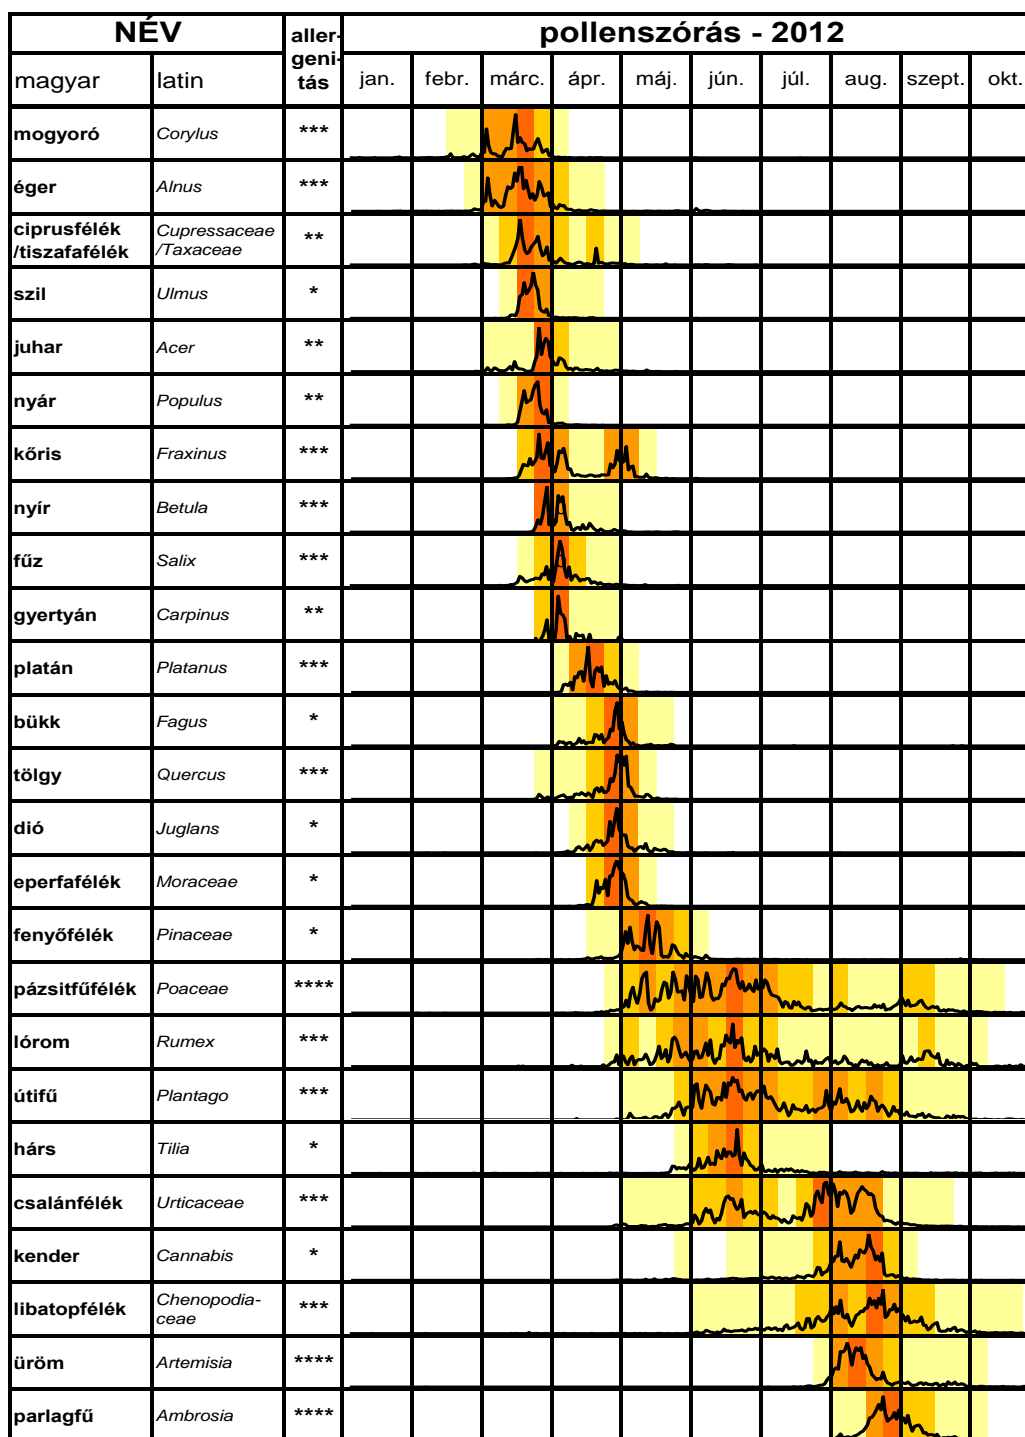 NÉV aller- pollenszórás - 2012
magyar latin geni- tás jan. febr. márc. ápr. máj. jún. júl. aug. szept. okt.
mogyoró Corylus ***
éger Alnus ***
ciprusfélék Cupressaceae **
/tiszafafélék /Taxaceae
szil Ulmus *
juhar Acer **
nyár Populus **
kőris Fraxinus ***
nyír Betula ***
fűz Salix ***
gyertyán Carpinus **
platán Platanus ***
bükk Fagus *
tölgy Quercus ***
dió Juglans *
eperfafélék Moraceae *
fenyőfélék Pinaceae *
pázsitfűfélék Poaceae ****
lórom Rumex ***
útifű Plantago ***
hárs Tilia *
csalánfélék Urticaceae ***
kender Cannabis *
libatopfélék Chenopodia- ***
ceae
üröm Artemisia ****
parlagfű Ambrosia ****